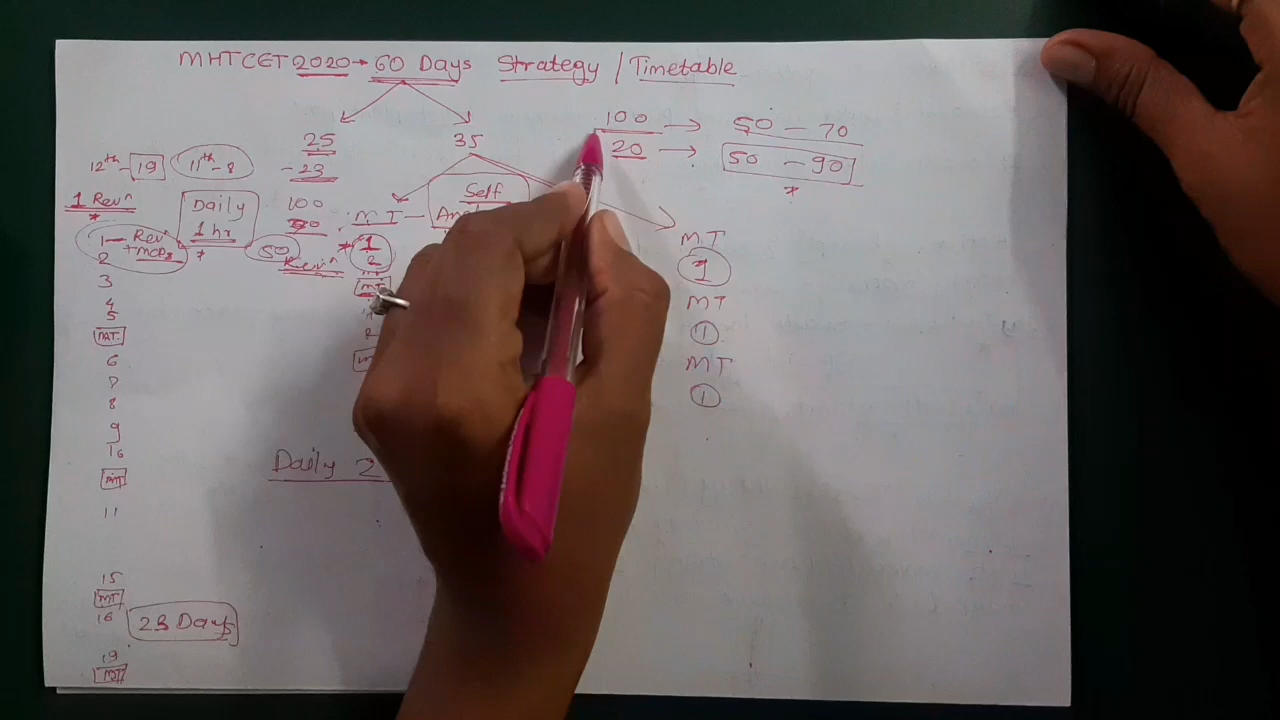 MHTCET 2020 → 60 Days Strategy / Timetable
25 35
- 23
12th - 19 11th - 8
100 → 50 - 70
20 → 50 - 90
*
1 Revn
*
Daily
1 hr
*
100
50
Revn
1 - Revn
+ MCQs
2
3
4
5
MT
6
7
8
9
10
MT
11
15
MT
16
19
MT
23 Days
MT - Self
* 1
2
MT
MT
1
MT
1
MT
1
Daily 2